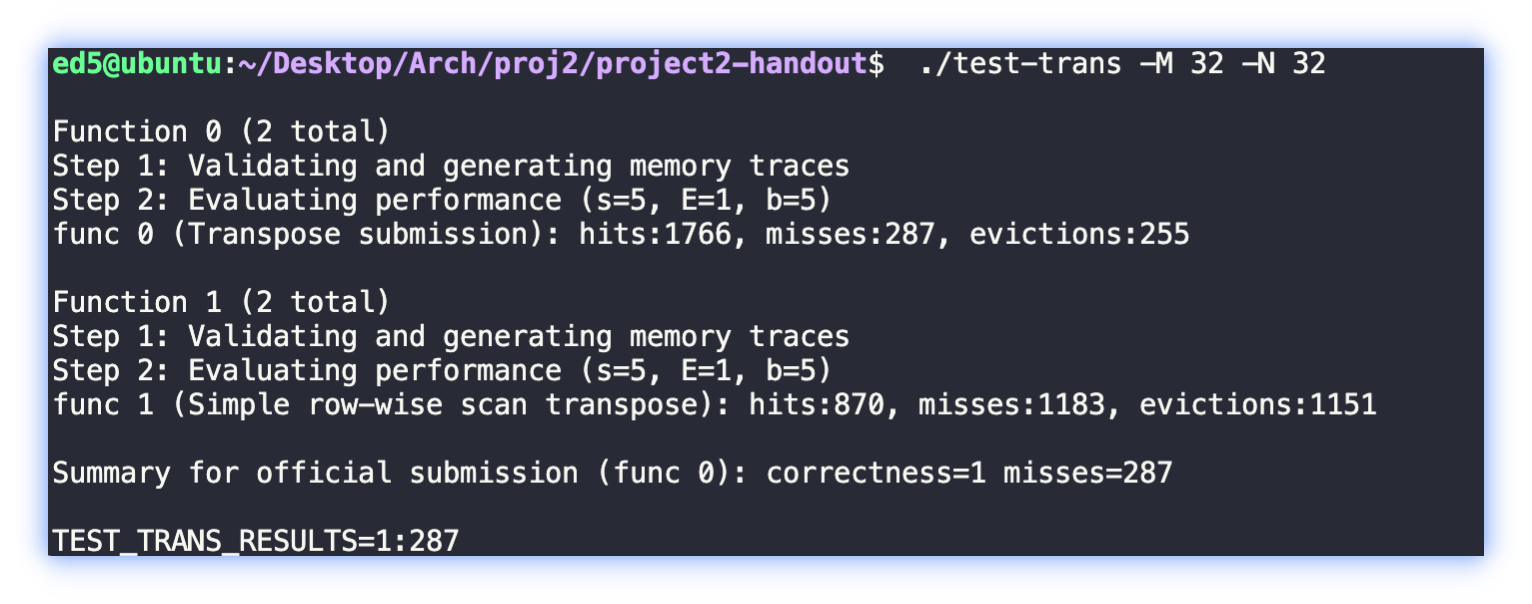 ed5@ubuntu:~/Desktop/Arch/proj2/project2-handout$  ./test-trans -M 32 -N 32
Function 0 (2 total)
Step 1: Validating and generating memory traces
Step 2: Evaluating performance (s=5, E=1, b=5)
func 0 (Transpose submission): hits:1766, misses:287, evictions:255
Function 1 (2 total)
Step 1: Validating and generating memory traces
Step 2: Evaluating performance (s=5, E=1, b=5)
func 1 (Simple row-wise scan transpose): hits:870, misses:1183, evictions:1151
Summary for official submission (func 0): correctness=1 misses=287
TEST_TRANS_RESULTS=1:287